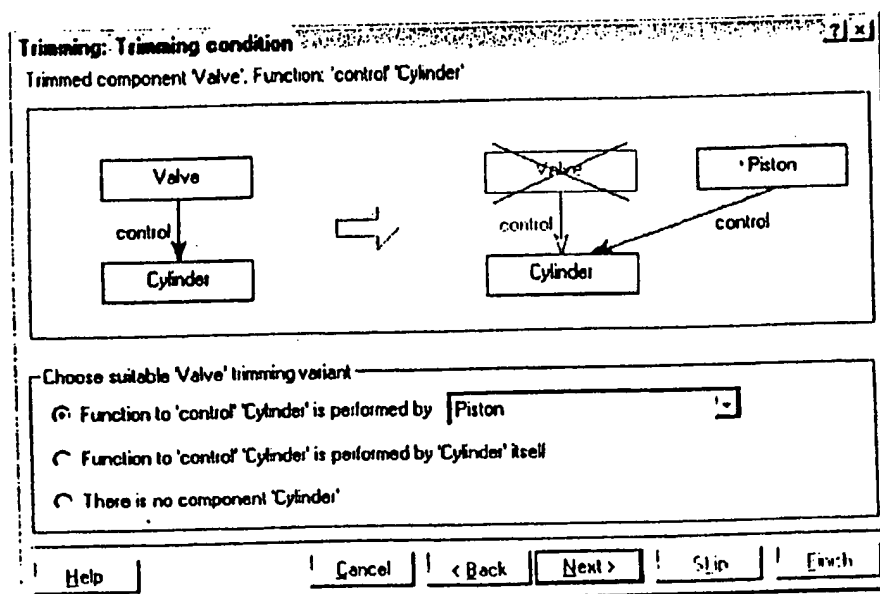 Trimming: Trimming condition
Trimmed component 'Valve'. Function: 'control' 'Cylinder'
Valve
control
Cylinder
Valve
control
Piston
control
Cylinder
Choose suitable 'Valve' trimming variant
Function to 'control' 'Cylinder' is performed by Piston
Function to 'control' 'Cylinder' is performed by 'Cylinder' itself
There is no component 'Cylinder'
Help Cancel < Back Next > Skip Finish